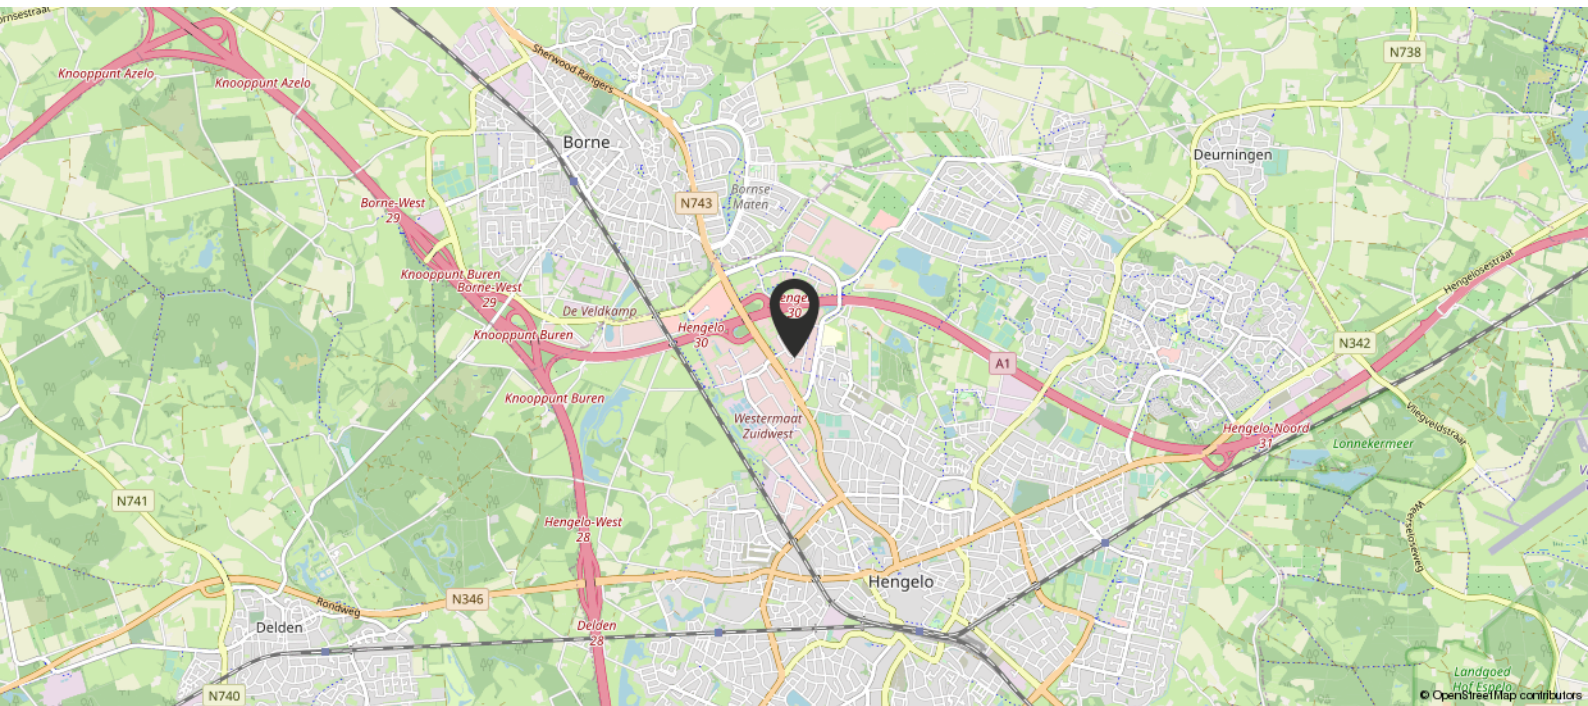 ornsestraat
Knooppunt Azelo
Knooppunt Azelo
Sherwood Rangers
N738
Borne
Deurningen
Bornse
Maten
Borne-West
29
N743
Knooppunt Buren
Borne-West
29
Hengelosestraat
De Veldkamp
Hengelo
30
engel
30
Knooppunt Buren
N342
A1
Knooppunt Buren
Westermaat
Zuidwest
Vliegveldstraat
Hengelo-Noord
31
Lonnekermeer
N741
Hengelo-West
28
Weerseloseweg
Hengelo
N346
Rondweg
Delden
Delden
28
Landgoed
Hof Espelo
N740
© OpenStreetMap contributors